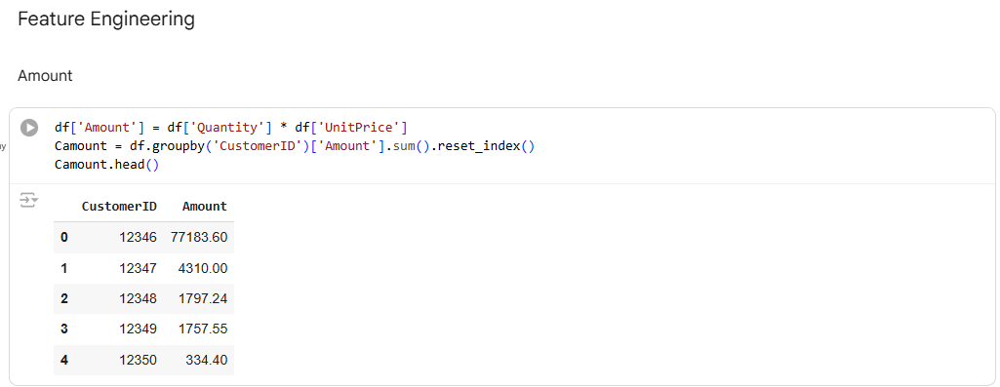 Feature Engineering
Amount
df['Amount'] = df['Quantity'] * df['UnitPrice']
Camount = df.groupby('CustomerID')['Amount'].sum().reset_index()
Camount.head()
CustomerID Amount
0 12346 77183.60
1 12347 4310.00
2 12348 1797.24
3 12349 1757.55
4 12350 334.40